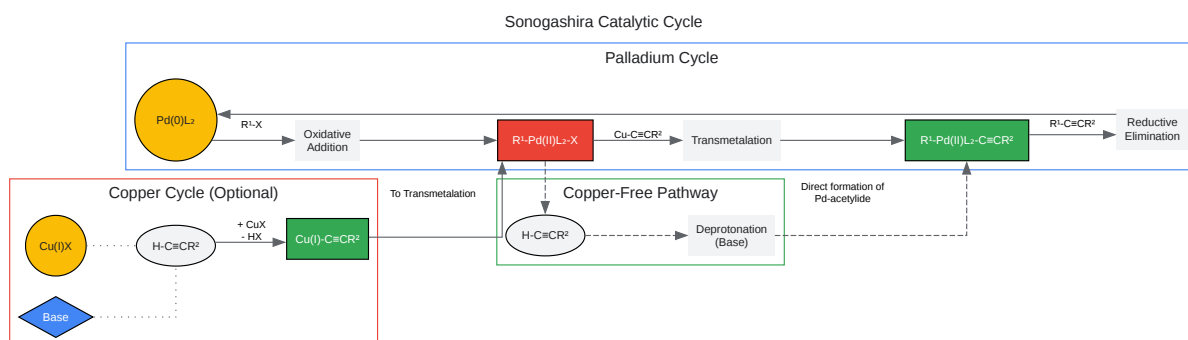 Sonogashira Catalytic Cycle
Palladium Cycle
Pd(0)L₂
R¹-X
Oxidative
Addition
R¹-Pd(II)L₂-X
Cu-C≡CR²
Transmetalation
R¹-Pd(II)L₂-C≡CR²
R¹-C≡CR²
Reductive
Elimination
Copper Cycle (Optional)
Cu(I)X
H-C≡CR²
+ CuX
- HX
Cu(I)-C≡CR²
Base
To Transmetalation
Copper-Free Pathway
H-C≡CR²
Deprotonation
(Base)
Direct formation of
Pd-acetylide